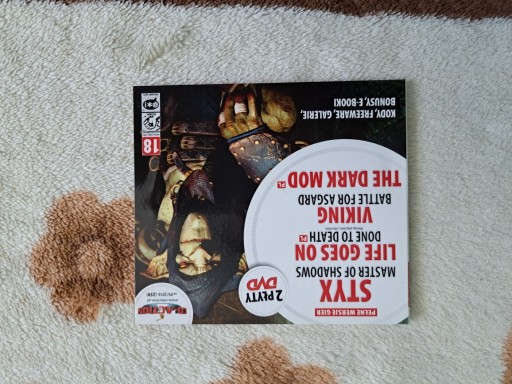 PEŁNE WERSJE GIER
STYX
MASTER OF SHADOWS
LIFE GOES ON
DONE TO DEATH PL
VIKING
BATTLE FOR ASGARD
THE DARK MOD PL
2 PŁYTY
DVD
KODY, FREEWARE, GALERIE,
BONUSY, E-BOOKI
18